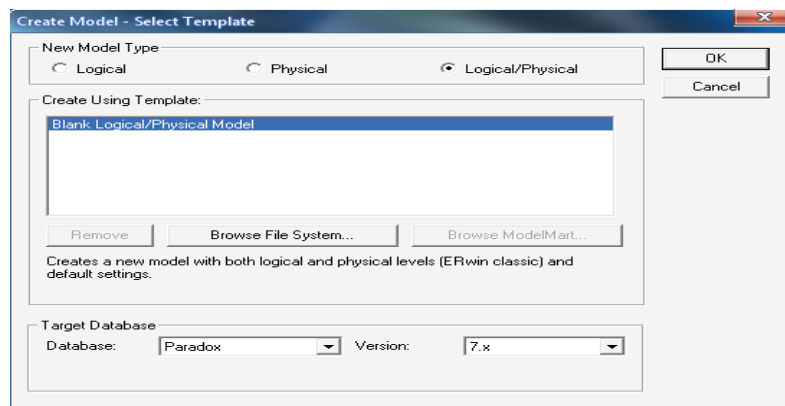 Create Model - Select Template
New Model Type
Logical
Physical
Logical/Physical
OK
Cancel
Create Using Template:
Blank Logical/Physical Model
Remove
Browse File System...
Browse ModelMart...
Creates a new model with both logical and physical levels (ERwin classic) and
default settings.
Target Database
Database: Paradox Version: 7.x